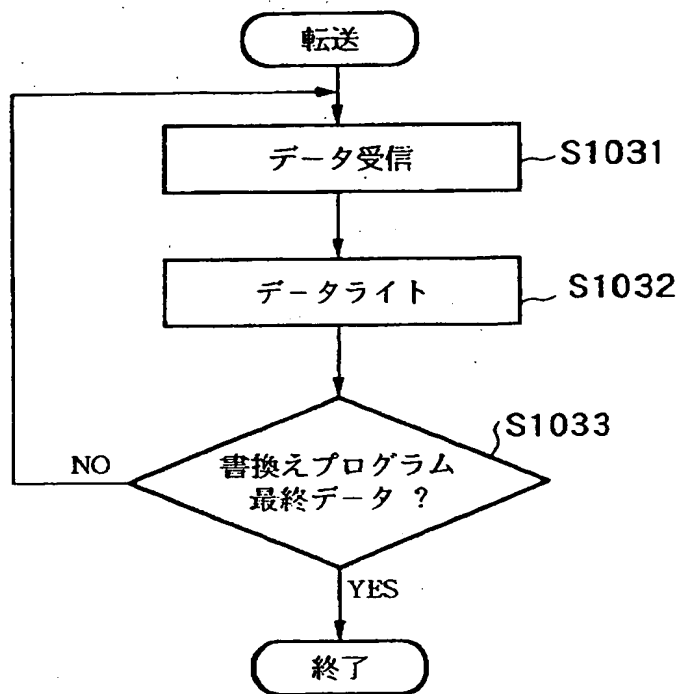 転送
データ受信
S1031
データライト
S1032
S1033
書換えプログラム
最終データ ?
NO
YES
終了